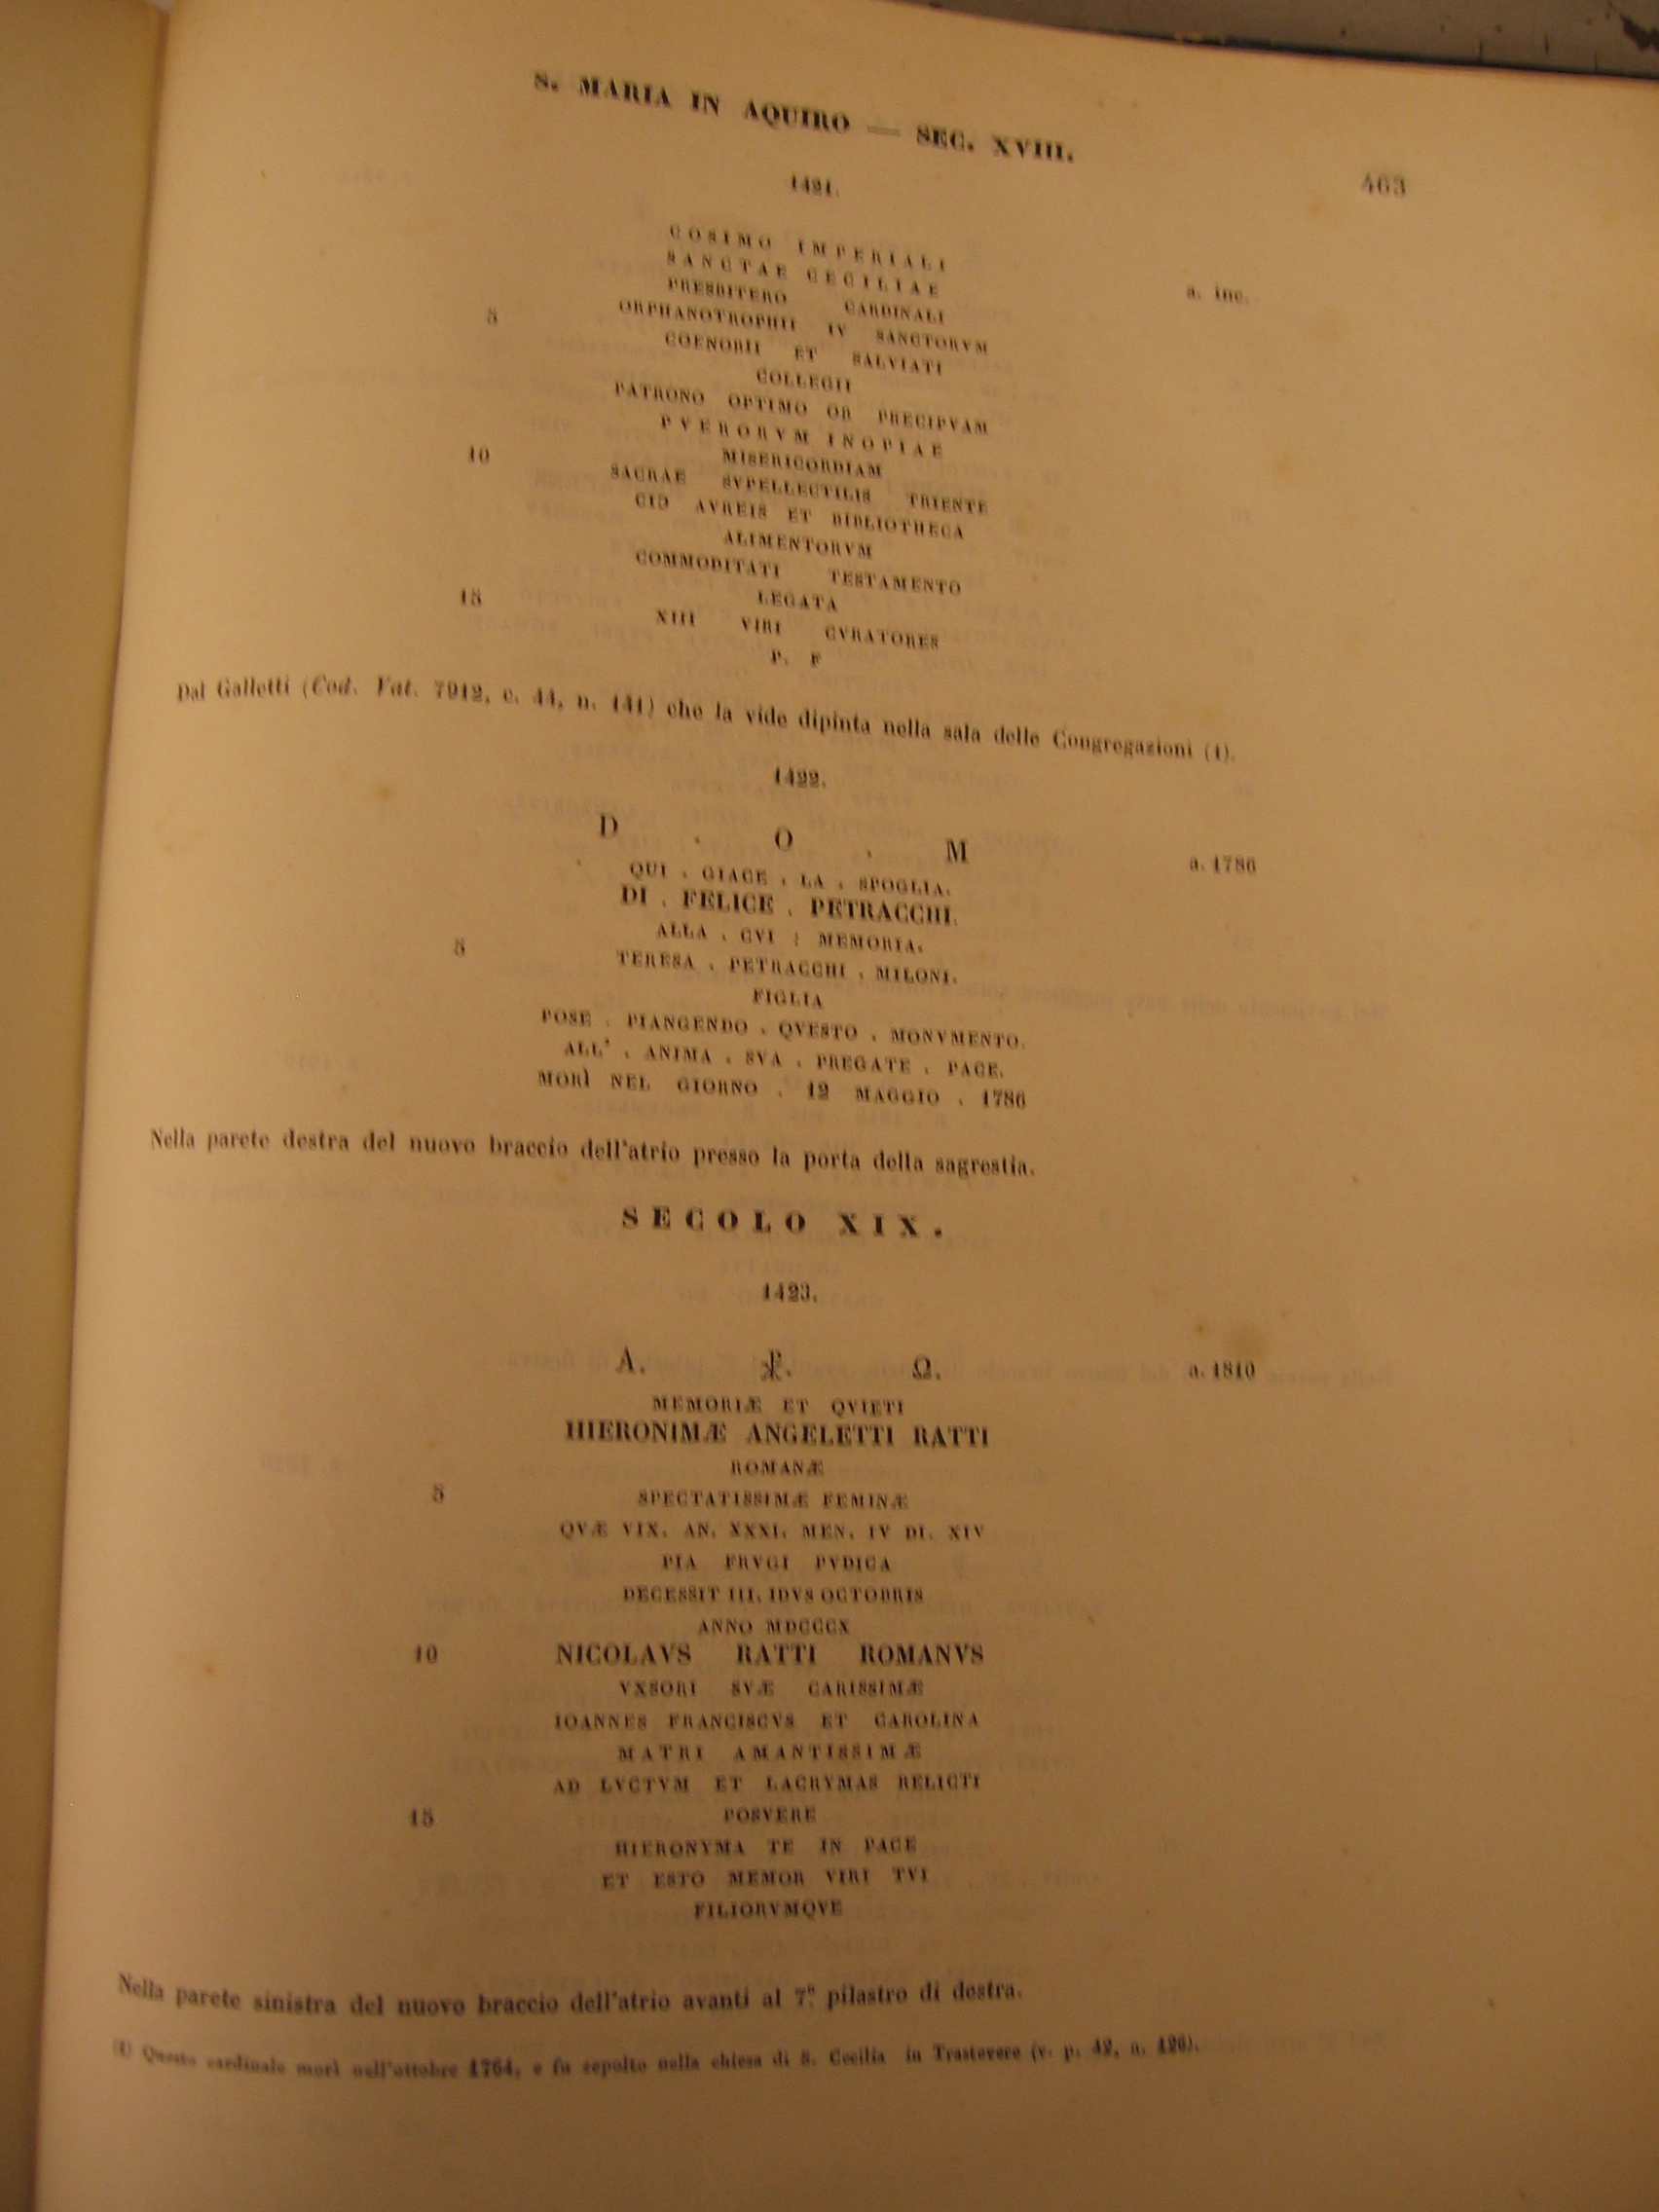 S. MARIA IN AQUIRO — SEC. XVIII.
463
1421.
COSIMO IMPERIALI
a. inc.
SANCTAE CECILIAE
PRESBITERO CARDINALI
ORPHANOTROPHII IV SANCTORVM
5 COENOBII ET SALVIATI
COLLEGII
PATRONO OPTIMO OB PRECIPVAM
PVERORVM INOPIAE
MISERICORDIAM
10 SACRAE SVPELLECTILIS TRIENTE
CIↃ AVREIS ET BIBLIOTHECA
ALIMENTORVM
COMMODITATI TESTAMENTO
LEGATA
15 XIII VIRI CVRATORES
P. F
Dal Galletti (Cod. Vat. 7912, c. 44, n. 141) che la vide dipinta nella sala delle Congregazioni (1).
1422.
D . O . M
a. 1786
QUI . GIACE . LA . SPOGLIA.
DI . FELICE . PETRACCHI.
ALLA . CVI : MEMORIA.
5 TERESA . PETRACCHI . MILONI.
FIGLIA
POSE . PIANGENDO . QVESTO . MONVMENTO.
ALL' . ANIMA . SVA . PREGATE . PACE.
MORÌ NEL GIORNO . 12 MAGGIO . 1786
Nella parete destra del nuovo braccio dell'atrio presso la porta della sagrestia.
SECOLO XIX.
1423.
A. ☧. Ω.
a. 1810
MEMORIÆ ET QVIETI
HIERONIMÆ ANGELETTI RATTI
ROMANÆ
5 SPECTATISSIMÆ FEMINÆ
QVÆ VIX. AN. XXXI. MEN. IV DI. XIV
PIA FRVGI PVDICA
DECESSIT III. IDVS OCTOBRIS
ANNO MDCCCX
10 NICOLAVS RATTI ROMANVS
VXSORI SVÆ CARISSIMÆ
IOANNES FRANCISCVS ET CAROLINA
MATRI AMANTISSIMÆ
AD LVCTVM ET LACRYMAS RELICTI
15 POSVERE
HIERONYMA TE IN PACE
ET ESTO MEMOR VIRI TVI
FILIORVMQVE
Nella parete sinistra del nuovo braccio dell'atrio avanti al 7º pilastro di destra.
(1) Questo cardinale morì nell'ottobre 1764, e fu sepolto nella chiesa di S. Cecilia in Trastevere (v. p. 42, n. 126).